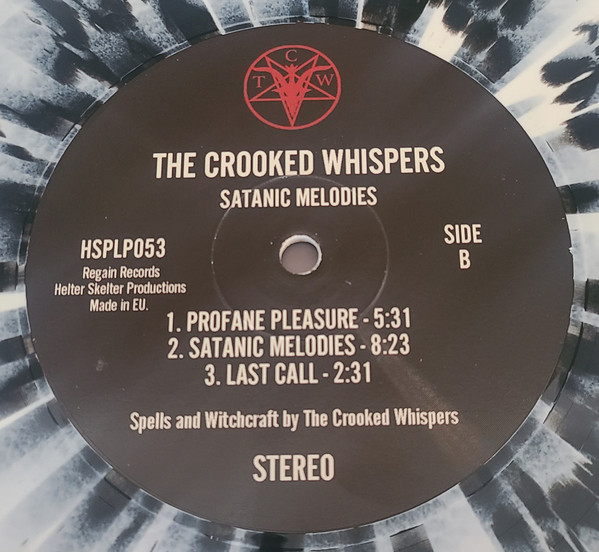 C
T W
THE CROOKED WHISPERS
SATANIC MELODIES
HSPLP053
Regain Records
Helter Skelter Productions
Made in EU.
SIDE
B
1. PROFANE PLEASURE - 5:31
2. SATANIC MELODIES - 8:23
3. LAST CALL - 2:31
Spells and Witchcraft by The Crooked Whispers
STEREO